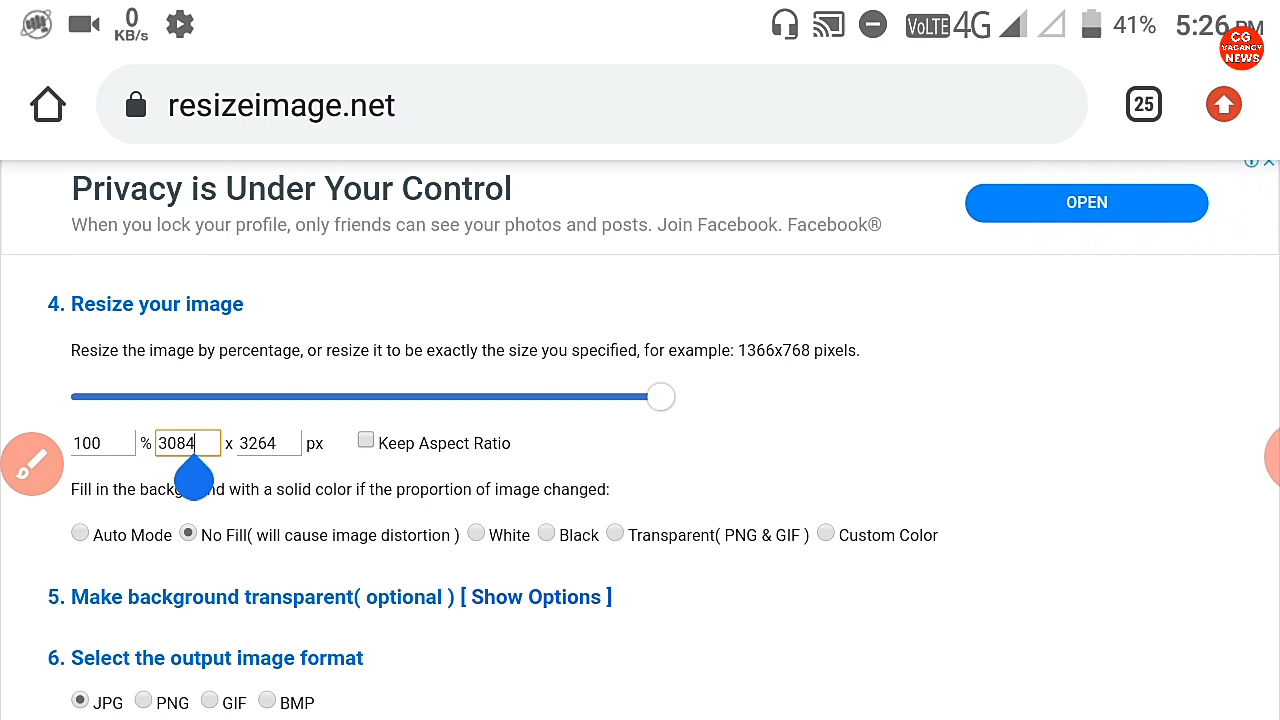 0
KB/s
VoLTE 4G 41% 5:26 PM
CG
VACANCY
NEWS
resizeimage.net
25
Privacy is Under Your Control
When you lock your profile, only friends can see your photos and posts. Join Facebook. Facebook®
OPEN
4. Resize your image
Resize the image by percentage, or resize it to be exactly the size you specified, for example: 1366x768 pixels.
100 % 3084 x 3264 px Keep Aspect Ratio
Fill in the background with a solid color if the proportion of image changed:
Auto Mode No Fill( will cause image distortion ) White Black Transparent( PNG & GIF ) Custom Color
5. Make background transparent( optional ) [ Show Options ]
6. Select the output image format
JPG PNG GIF BMP